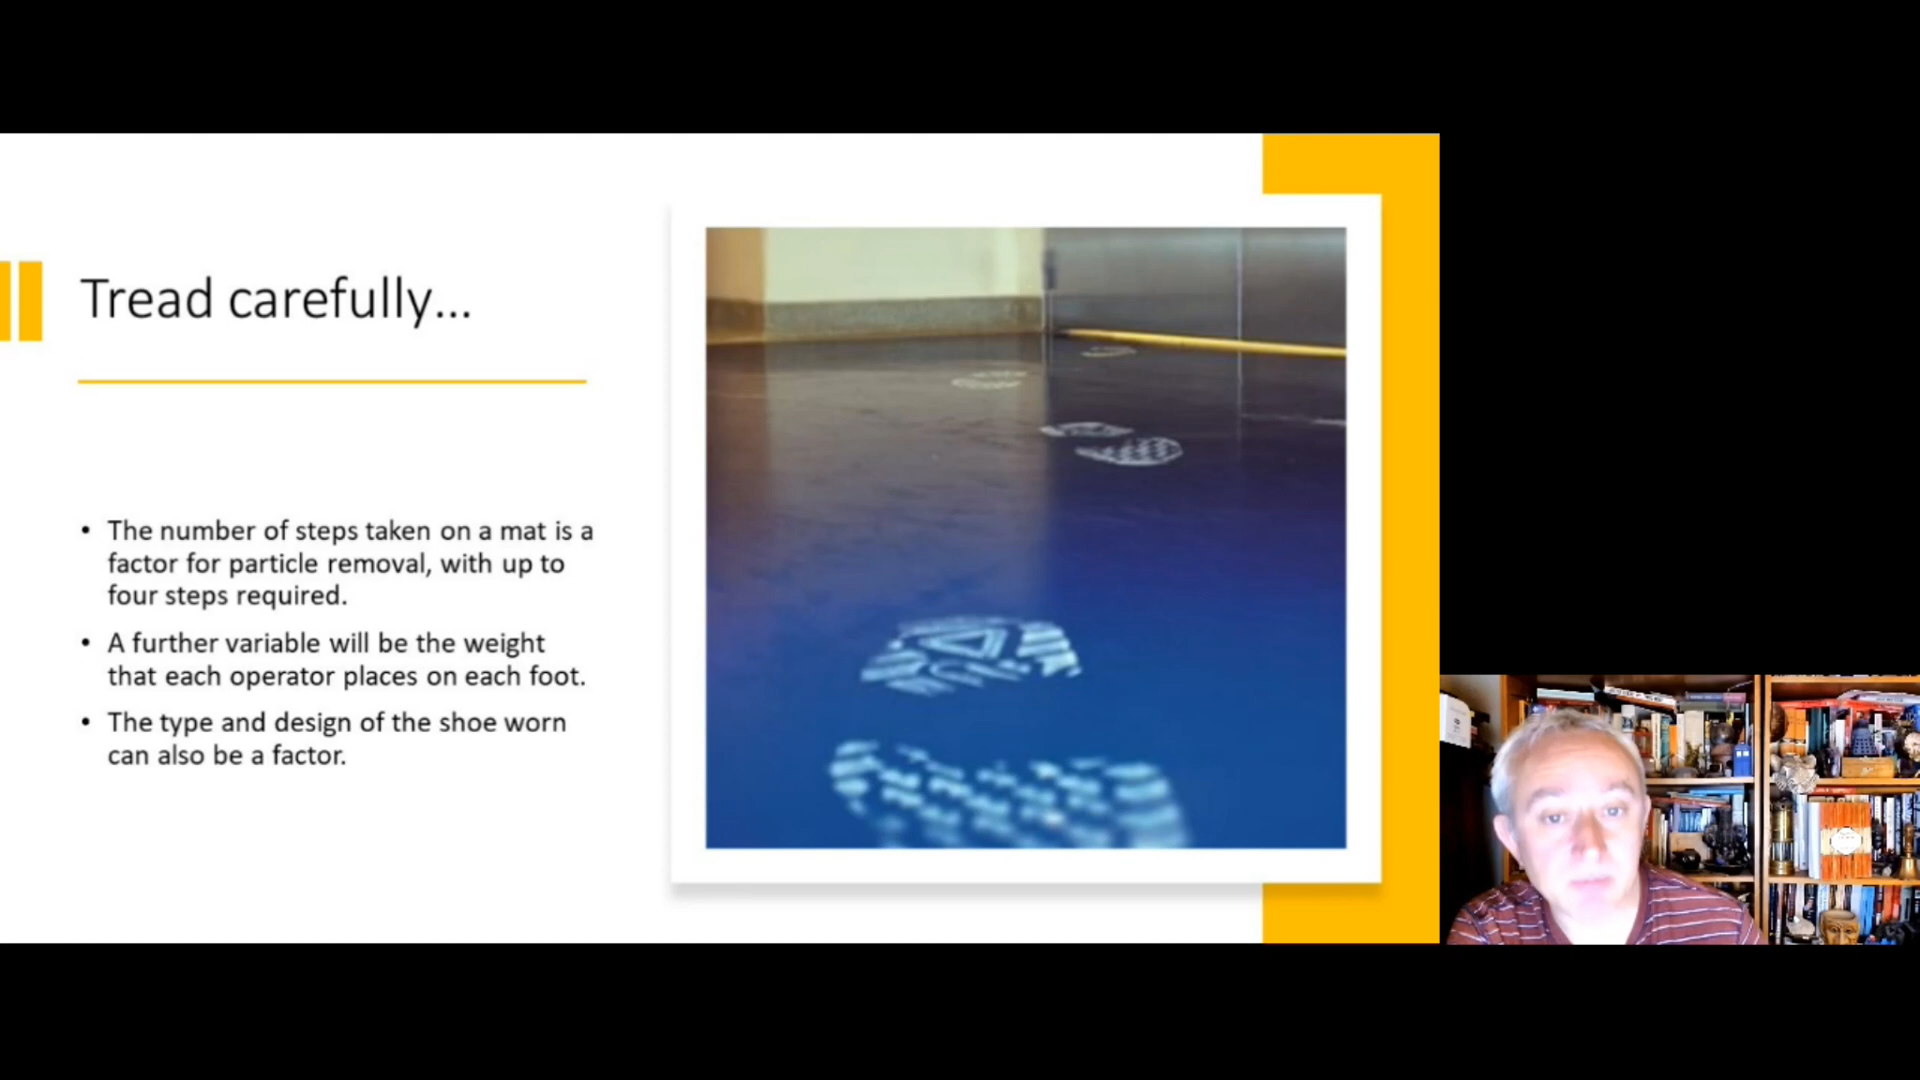 Tread carefully...
• The number of steps taken on a mat is a
factor for particle removal, with up to
four steps required.
• A further variable will be the weight
that each operator places on each foot.
• The type and design of the shoe worn
can also be a factor.